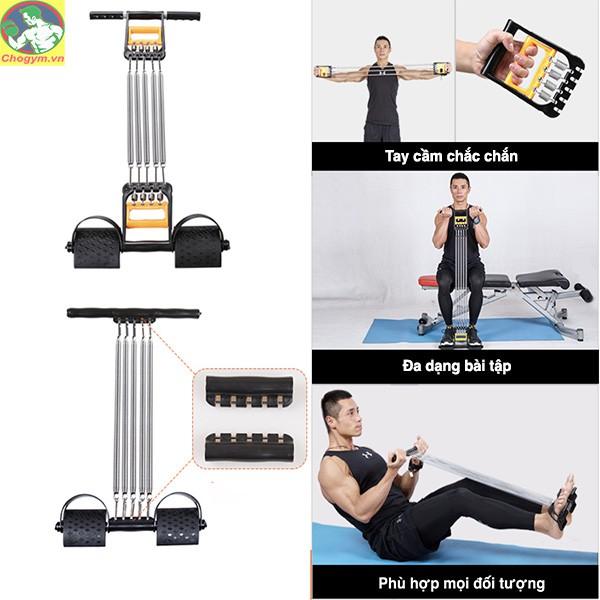 Chogym.vn
Tay cầm chắc chắn
Đa dạng bài tập
Phù hợp mọi đối tượng